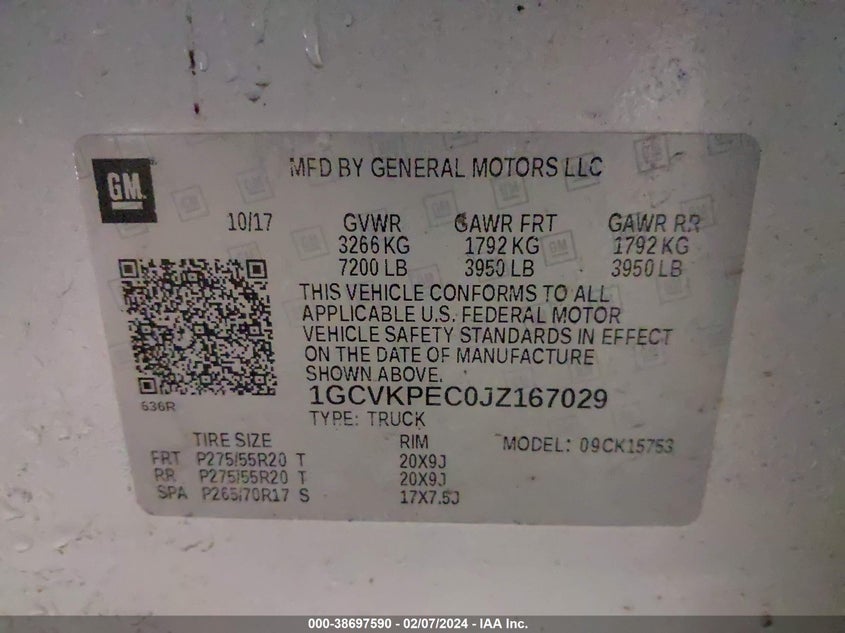 GM
MFD BY GENERAL MOTORS LLC
10/17 GVWR GAWR FRT GAWR RR
3266 KG 1792 KG 1792 KG
7200 LB 3950 LB 3950 LB
THIS VEHICLE CONFORMS TO ALL
APPLICABLE U.S. FEDERAL MOTOR
VEHICLE SAFETY STANDARDS IN EFFECT
ON THE DATE OF MANUFACTURE
SHOWN ABOVE.
636R
1GCVKPEC0JZ167029
TYPE: TRUCK
TIRE SIZE RIM MODEL: 09CK15753
FRT P275/55R20 T 20X9J
RR P275/55R20 T 20X9J
SPA P265/70R17 S 17X7.5J
000-38697590 - 02/07/2024 - IAA Inc.